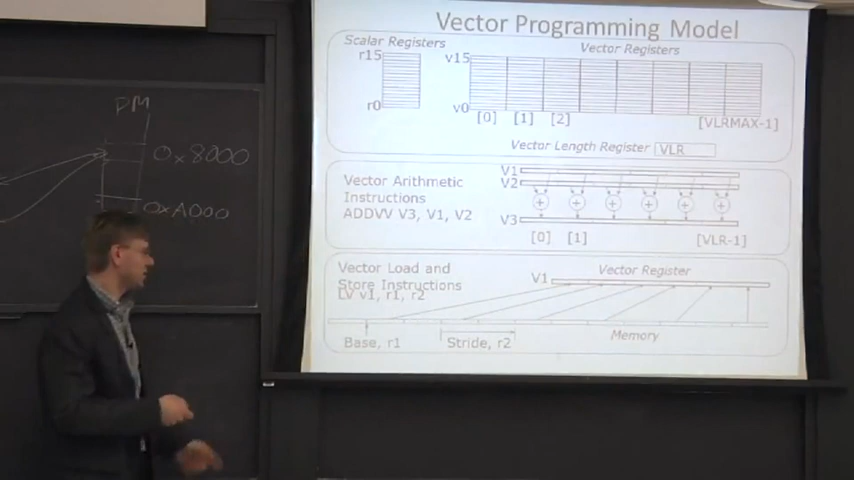 Vector Programming Model
Scalar Registers
Vector Registers
r15
v15
r0
v0
[0] [1] [2] [VLRMAX-1]
Vector Length Register VLR
Vector Arithmetic
Instructions
ADDVV V3, V1, V2
V1
V2
+ + + + + +
V3
[0] [1] [VLR-1]
Vector Load and
Store Instructions
LV v1, r1, r2
V1
Vector Register
Base, r1
Stride, r2
Memory
PM
0x8000
0xA000